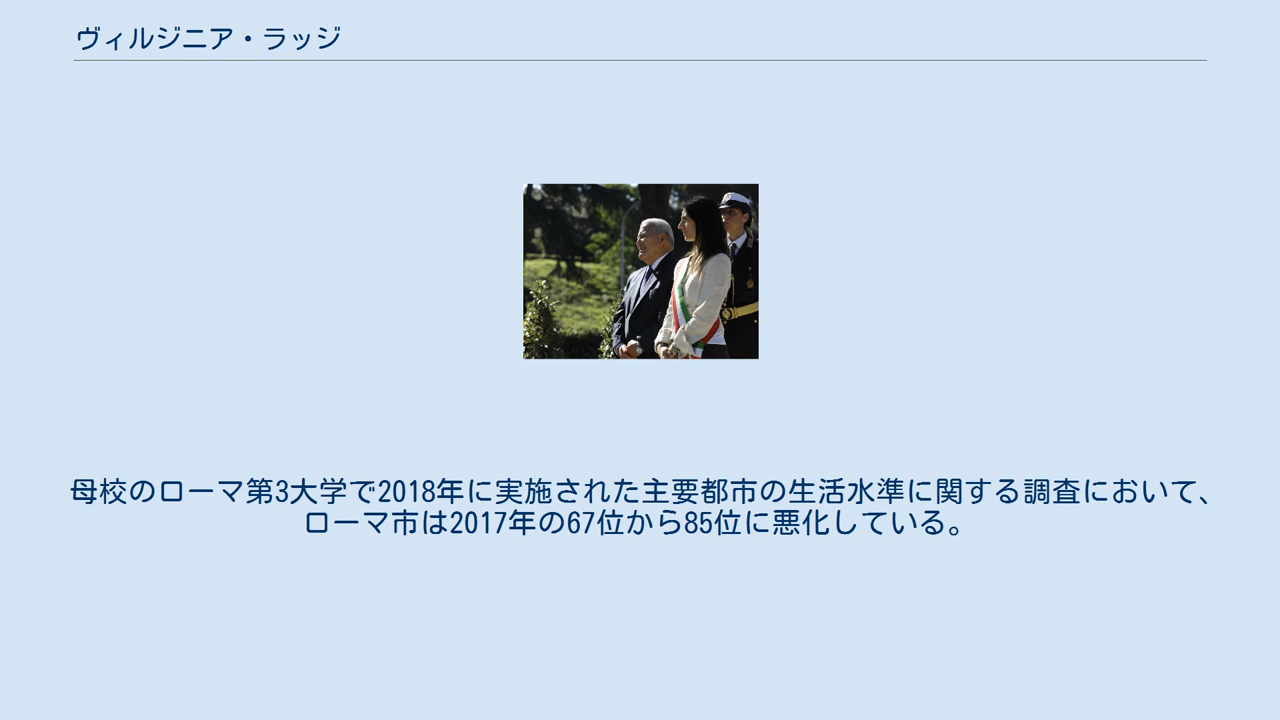 ヴィルジニア・ラッジ
母校のローマ第3大学で2018年に実施された主要都市の生活水準に関する調査において、
ローマ市は2017年の67位から85位に悪化している。